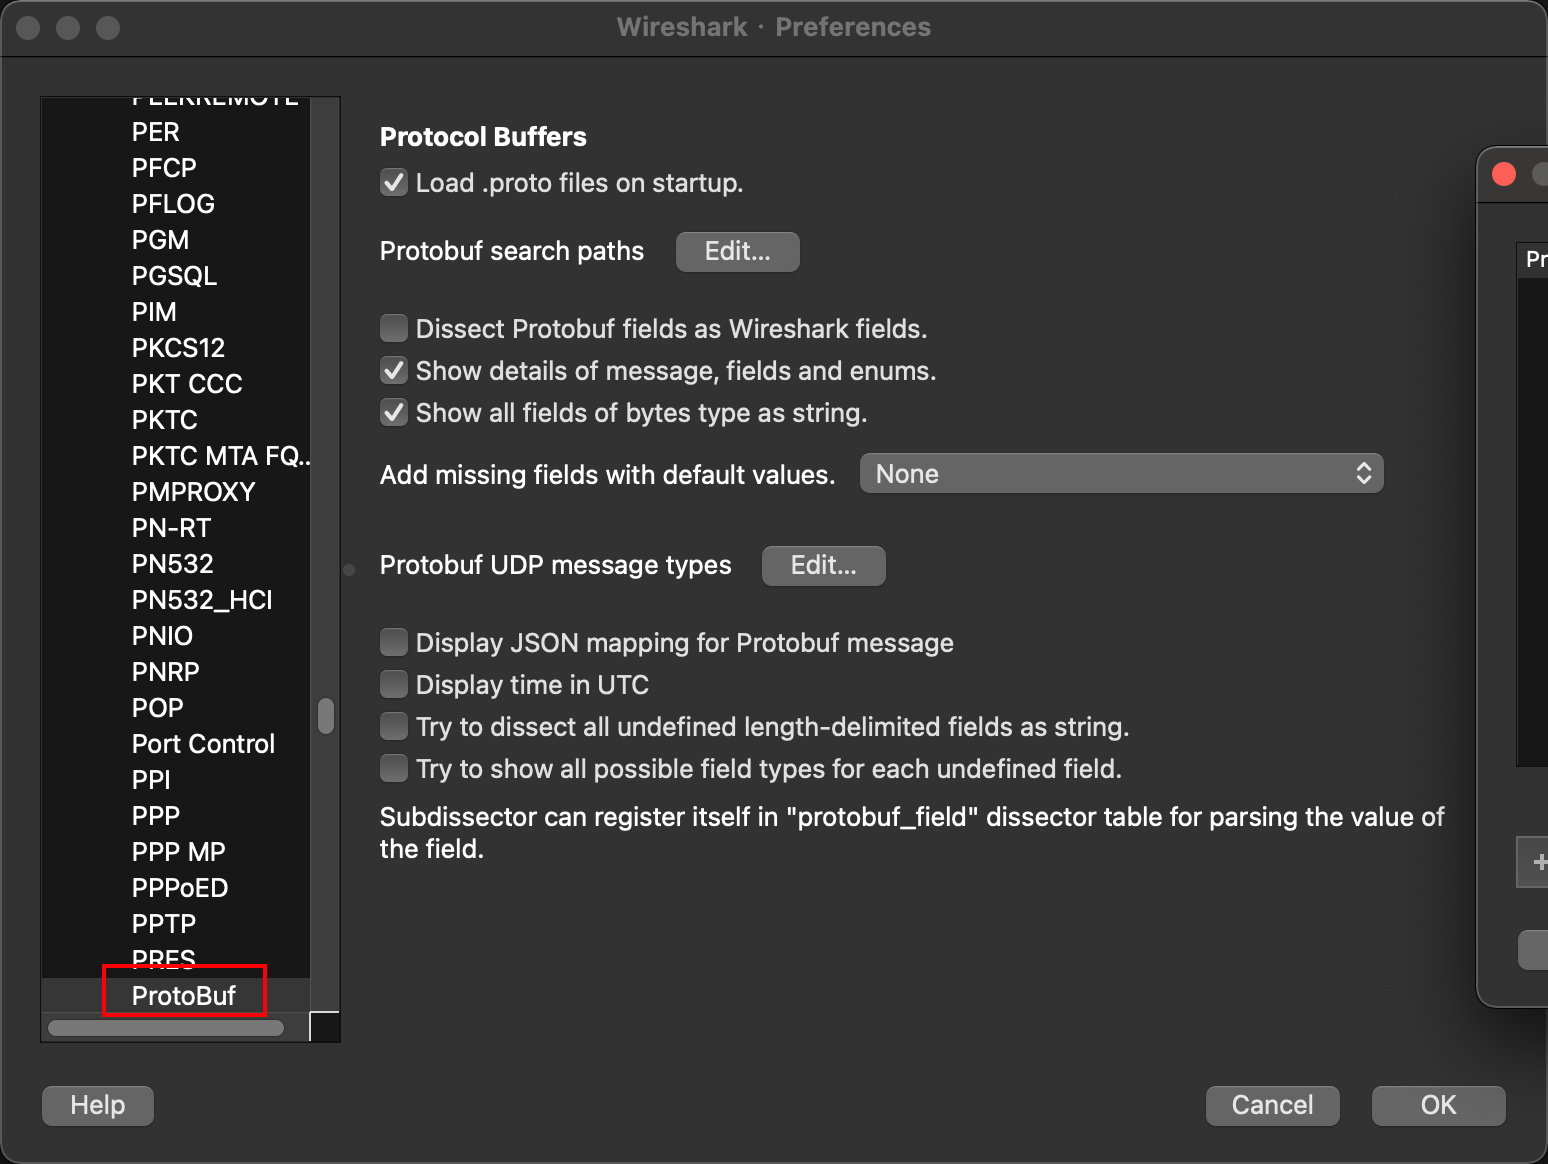 Wireshark · Preferences
PEEKREMOTE
PER
PFCP
PFLOG
PGM
PGSQL
PIM
PKCS12
PKT CCC
PKTC
PKTC MTA FQ..
PMPROXY
PN-RT
PN532
PN532_HCI
PNIO
PNRP
POP
Port Control
PPI
PPP
PPP MP
PPPoED
PPTP
PRES
ProtoBuf
Protocol Buffers
Load .proto files on startup.
Protobuf search paths Edit...
Dissect Protobuf fields as Wireshark fields.
Show details of message, fields and enums.
Show all fields of bytes type as string.
Add missing fields with default values. None
Protobuf UDP message types Edit...
Display JSON mapping for Protobuf message
Display time in UTC
Try to dissect all undefined length-delimited fields as string.
Try to show all possible field types for each undefined field.
Subdissector can register itself in "protobuf_field" dissector table for parsing the value of
the field.
Pr
+
Help
Cancel
OK